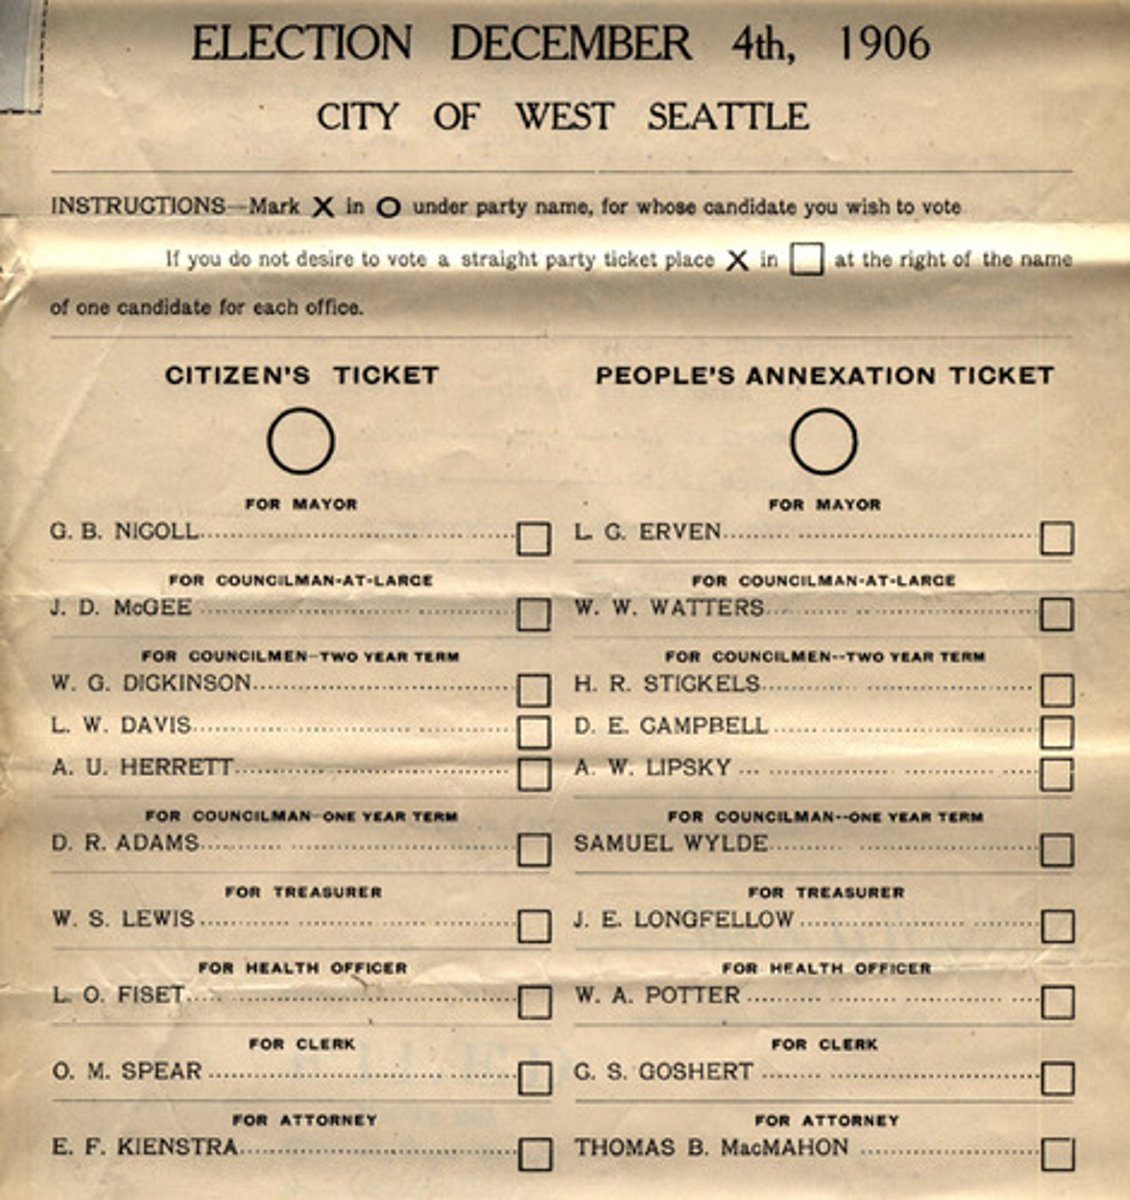 ELECTION DECEMBER 4th, 1906
CITY OF WEST SEATTLE
INSTRUCTIONS—Mark X in O under party name, for whose candidate you wish to vote
If you do not desire to vote a straight party ticket place X in □ at the right of the name
of one candidate for each office.
CITIZEN'S TICKET
FOR MAYOR
G. B. NICOLL
FOR COUNCILMAN-AT-LARGE
J. D. McGEE
FOR COUNCILMEN—TWO YEAR TERM
W. G. DICKINSON
L. W. DAVIS
A. U. HERRETT
FOR COUNCILMAN—ONE YEAR TERM
D. R. ADAMS
FOR TREASURER
W. S. LEWIS
FOR HEALTH OFFICER
L. O. FISET
FOR CLERK
O. M. SPEAR
FOR ATTORNEY
E. F. KIENSTRA
PEOPLE'S ANNEXATION TICKET
FOR MAYOR
L. G. ERVEN
FOR COUNCILMAN-AT-LARGE
W. W. WATTERS
FOR COUNCILMEN--TWO YEAR TERM
H. R. STICKELS
D. E. CAMPBELL
A. W. LIPSKY
FOR COUNCILMAN--ONE YEAR TERM
SAMUEL WYLDE
FOR TREASURER
J. E. LONGFELLOW
FOR HEALTH OFFICER
W. A. POTTER
FOR CLERK
G. S. GOSHERT
FOR ATTORNEY
THOMAS B. MacMAHON